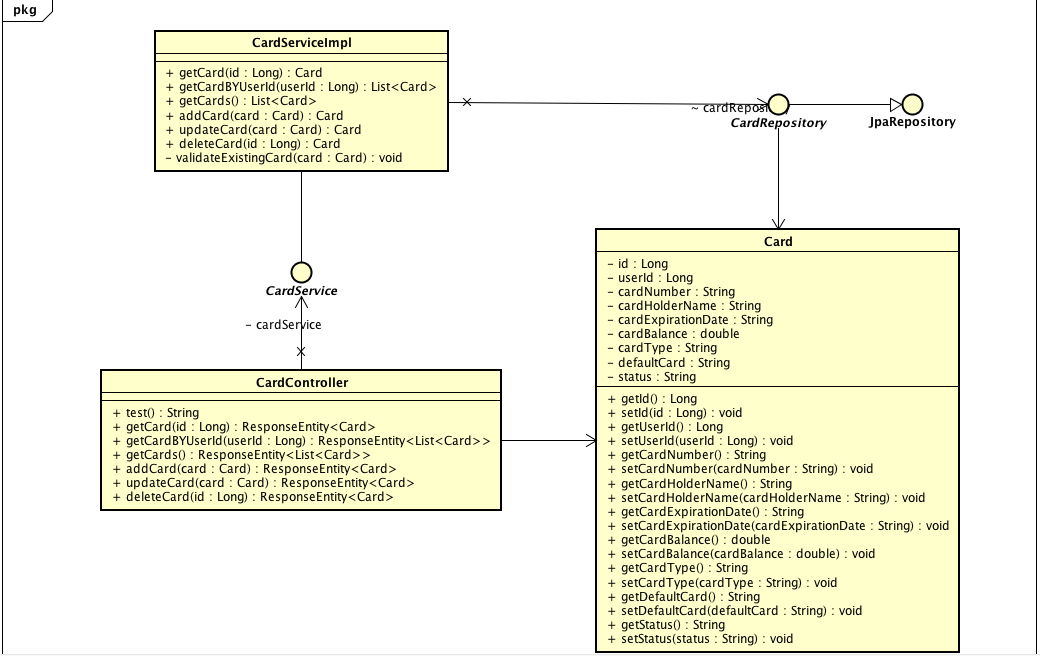 pkg
CardServiceImpl
+ getCard(id : Long) : Card
+ getCardBYUserId(userId : Long) : List<Card>
+ getCards() : List<Card>
+ addCard(card : Card) : Card
+ updateCard(card : Card) : Card
+ deleteCard(id : Long) : Card
- validateExistingCard(card : Card) : void
~ cardReposi
CardRepository
JpaRepository
CardService
- cardService
CardController
+ test() : String
+ getCard(id : Long) : ResponseEntity<Card>
+ getCardBYUserId(userId : Long) : ResponseEntity<List<Card>>
+ getCards() : ResponseEntity<List<Card>>
+ addCard(card : Card) : ResponseEntity<Card>
+ updateCard(card : Card) : ResponseEntity<Card>
+ deleteCard(id : Long) : ResponseEntity<Card>
Card
- id : Long
- userId : Long
- cardNumber : String
- cardHolderName : String
- cardExpirationDate : String
- cardBalance : double
- cardType : String
- defaultCard : String
- status : String
+ getId() : Long
+ setId(id : Long) : void
+ getUserId() : Long
+ setUserId(userId : Long) : void
+ getCardNumber() : String
+ setCardNumber(cardNumber : String) : void
+ getCardHolderName() : String
+ setCardHolderName(cardHolderName : String) : void
+ getCardExpirationDate() : String
+ setCardExpirationDate(cardExpirationDate : String) : void
+ getCardBalance() : double
+ setCardBalance(cardBalance : double) : void
+ getCardType() : String
+ setCardType(cardType : String) : void
+ getDefaultCard() : String
+ setDefaultCard(defaultCard : String) : void
+ getStatus() : String
+ setStatus(status : String) : void